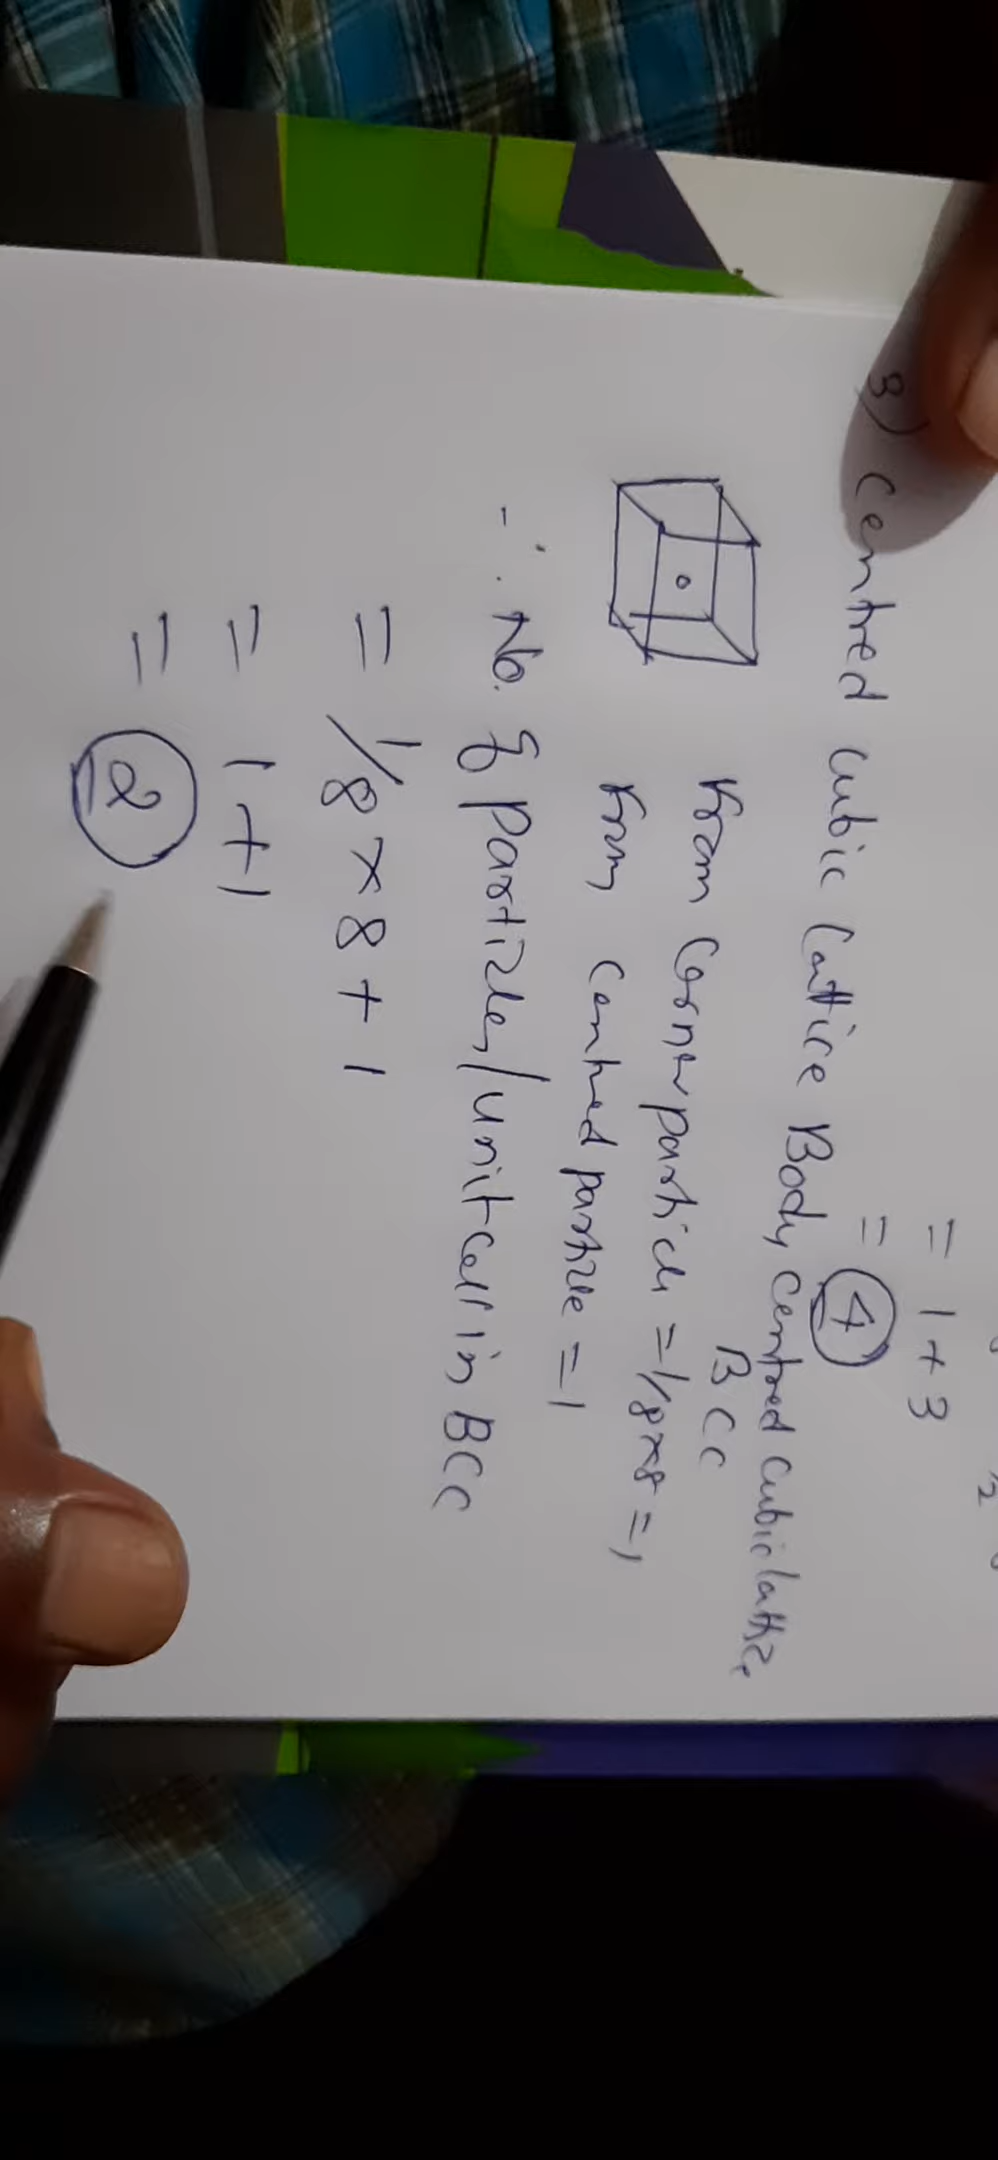 = 1 + 3
= 4
3) Centred cubic Lattice Body Centred Cubic lattice
BCC
From Corner particle = 1/8 x 8 = 1
From Centred particle = 1
∴ No. of particles/unit cell in BCC
= 1/8 x 8 + 1
= 1 + 1
= 2